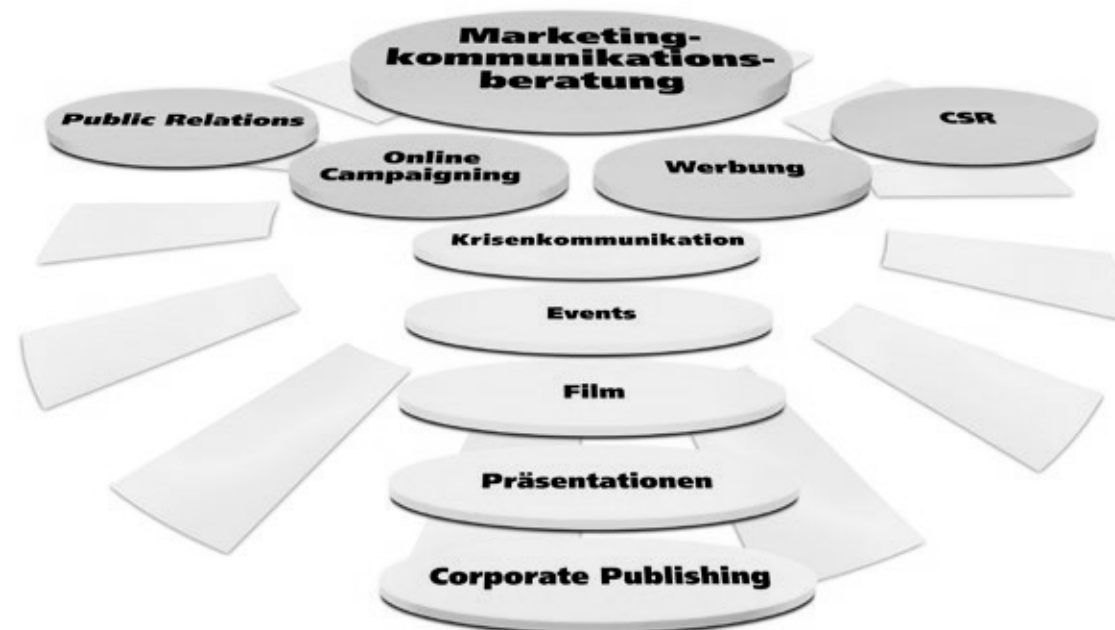 Marketing-
kommunikations-
beratung
Public Relations
CSR
Online
Campaigning
Werbung
Krisenkommunikation
Events
Film
Präsentationen
Corporate Publishing